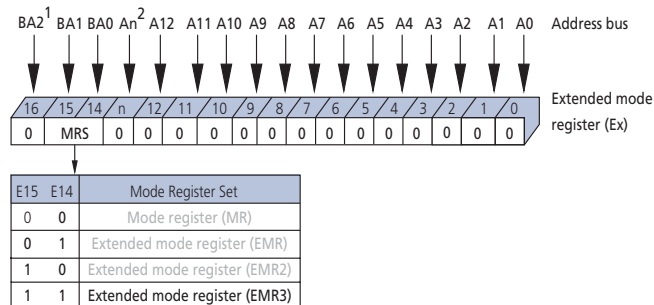 BA2¹ BA1 BA0 An² A12 A11 A10 A9 A8 A7 A6 A5 A4 A3 A2 A1 A0 Address bus
16 15 14 n 12 11 10 9 8 7 6 5 4 3 2 1 0 Extended mode
register (Ex)
0 MRS 0 0 0 0 0 0 0 0 0 0 0 0 0 0
E15 E14 Mode Register Set
0 0 Mode register (MR)
0 1 Extended mode register (EMR)
1 0 Extended mode register (EMR2)
1 1 Extended mode register (EMR3)